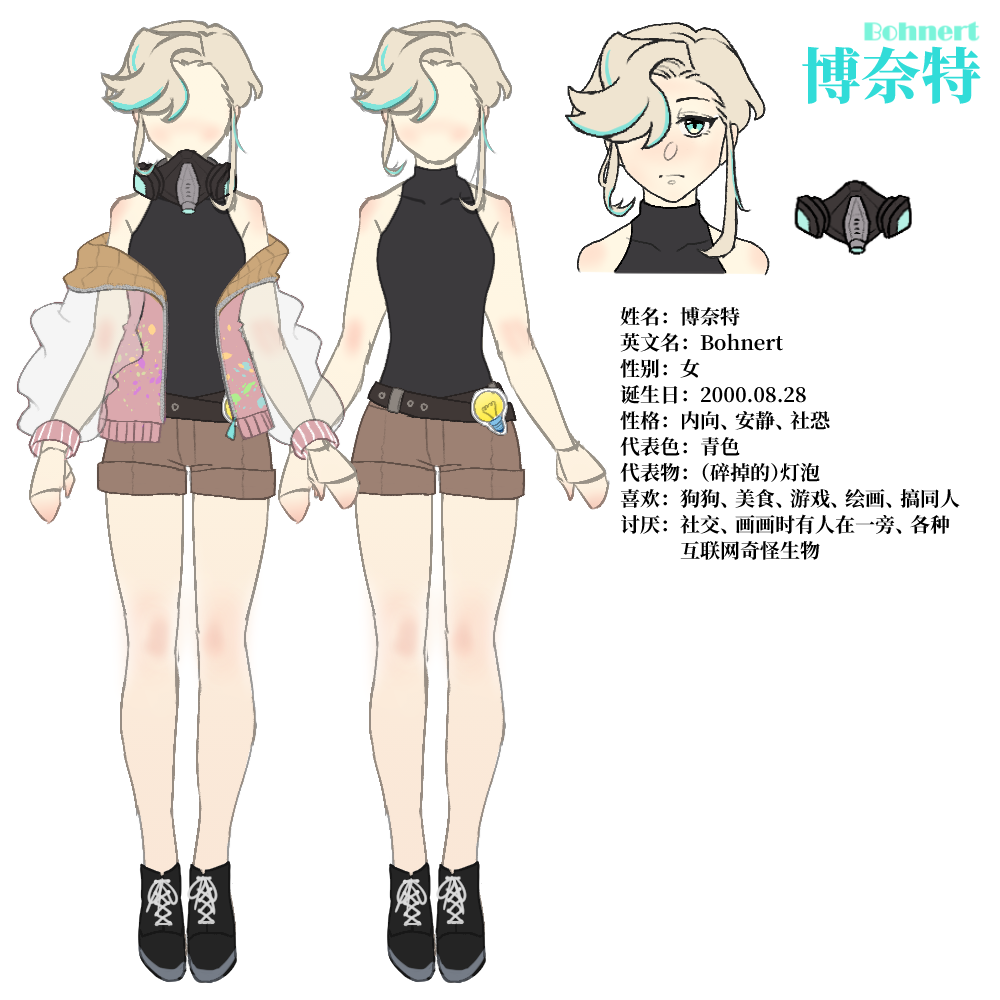 Bohnert
博奈特
姓名：博奈特
英文名：Bohnert
性别：女
诞生日：2000.08.28
性格：内向、安静、社恐
代表色：青色
代表物：（碎掉的）灯泡
喜欢：狗狗、美食、游戏、绘画、搞同人
讨厌：社交、画画时有人在一旁、各种
互联网奇怪生物